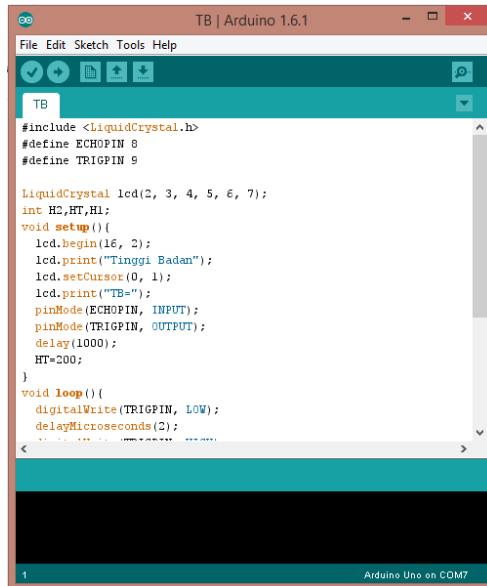 TB | Arduino 1.6.1
File Edit Sketch Tools Help
TB
#include <LiquidCrystal.h>
#define ECHOPIN 8
#define TRIGPIN 9
LiquidCrystal lcd(2, 3, 4, 5, 6, 7);
int H2,HT,H1;
void setup(){
lcd.begin(16, 2);
lcd.print("Tinggi Badan");
lcd.setCursor(0, 1);
lcd.print("TB=");
pinMode(ECHOPIN, INPUT);
pinMode(TRIGPIN, OUTPUT);
delay(1000);
HT=200;
}
void loop(){
digitalWrite(TRIGPIN, LOW);
delayMicroseconds(2);
1
Arduino Uno on COM7